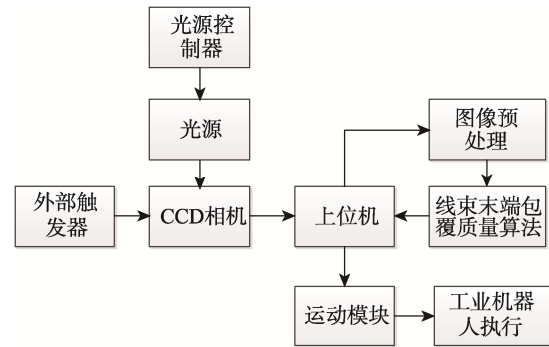 光源控
制器
光源
图像预
处理
外部触
发器
CCD相机
上位机
线束末端包
覆质量算法
运动模块
工业机器
人执行